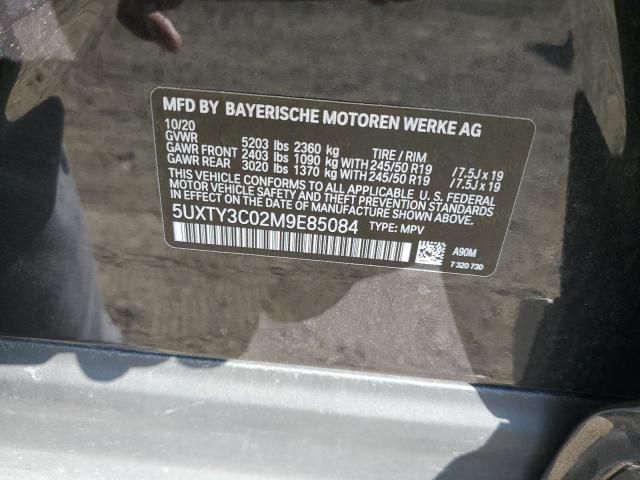 MFD BY BAYERISCHE MOTOREN WERKE AG
10/20
GVWR 5203 lbs 2360 kg TIRE / RIM
GAWR FRONT 2403 lbs 1090 kg WITH 245/50 R19 / 7.5J x 19
GAWR REAR 3020 lbs 1370 kg WITH 245/50 R19 / 7.5J x 19
THIS VEHICLE CONFORMS TO ALL APPLICABLE U. S. FEDERAL
MOTOR VEHICLE SAFETY AND THEFT PREVENTION STANDARDS
IN EFFECT ON THE DATE OF MANUFACTURE SHOWN ABOVE.
5UXTY3C02M9E85084 TYPE: MPV
A90M
7 320 730